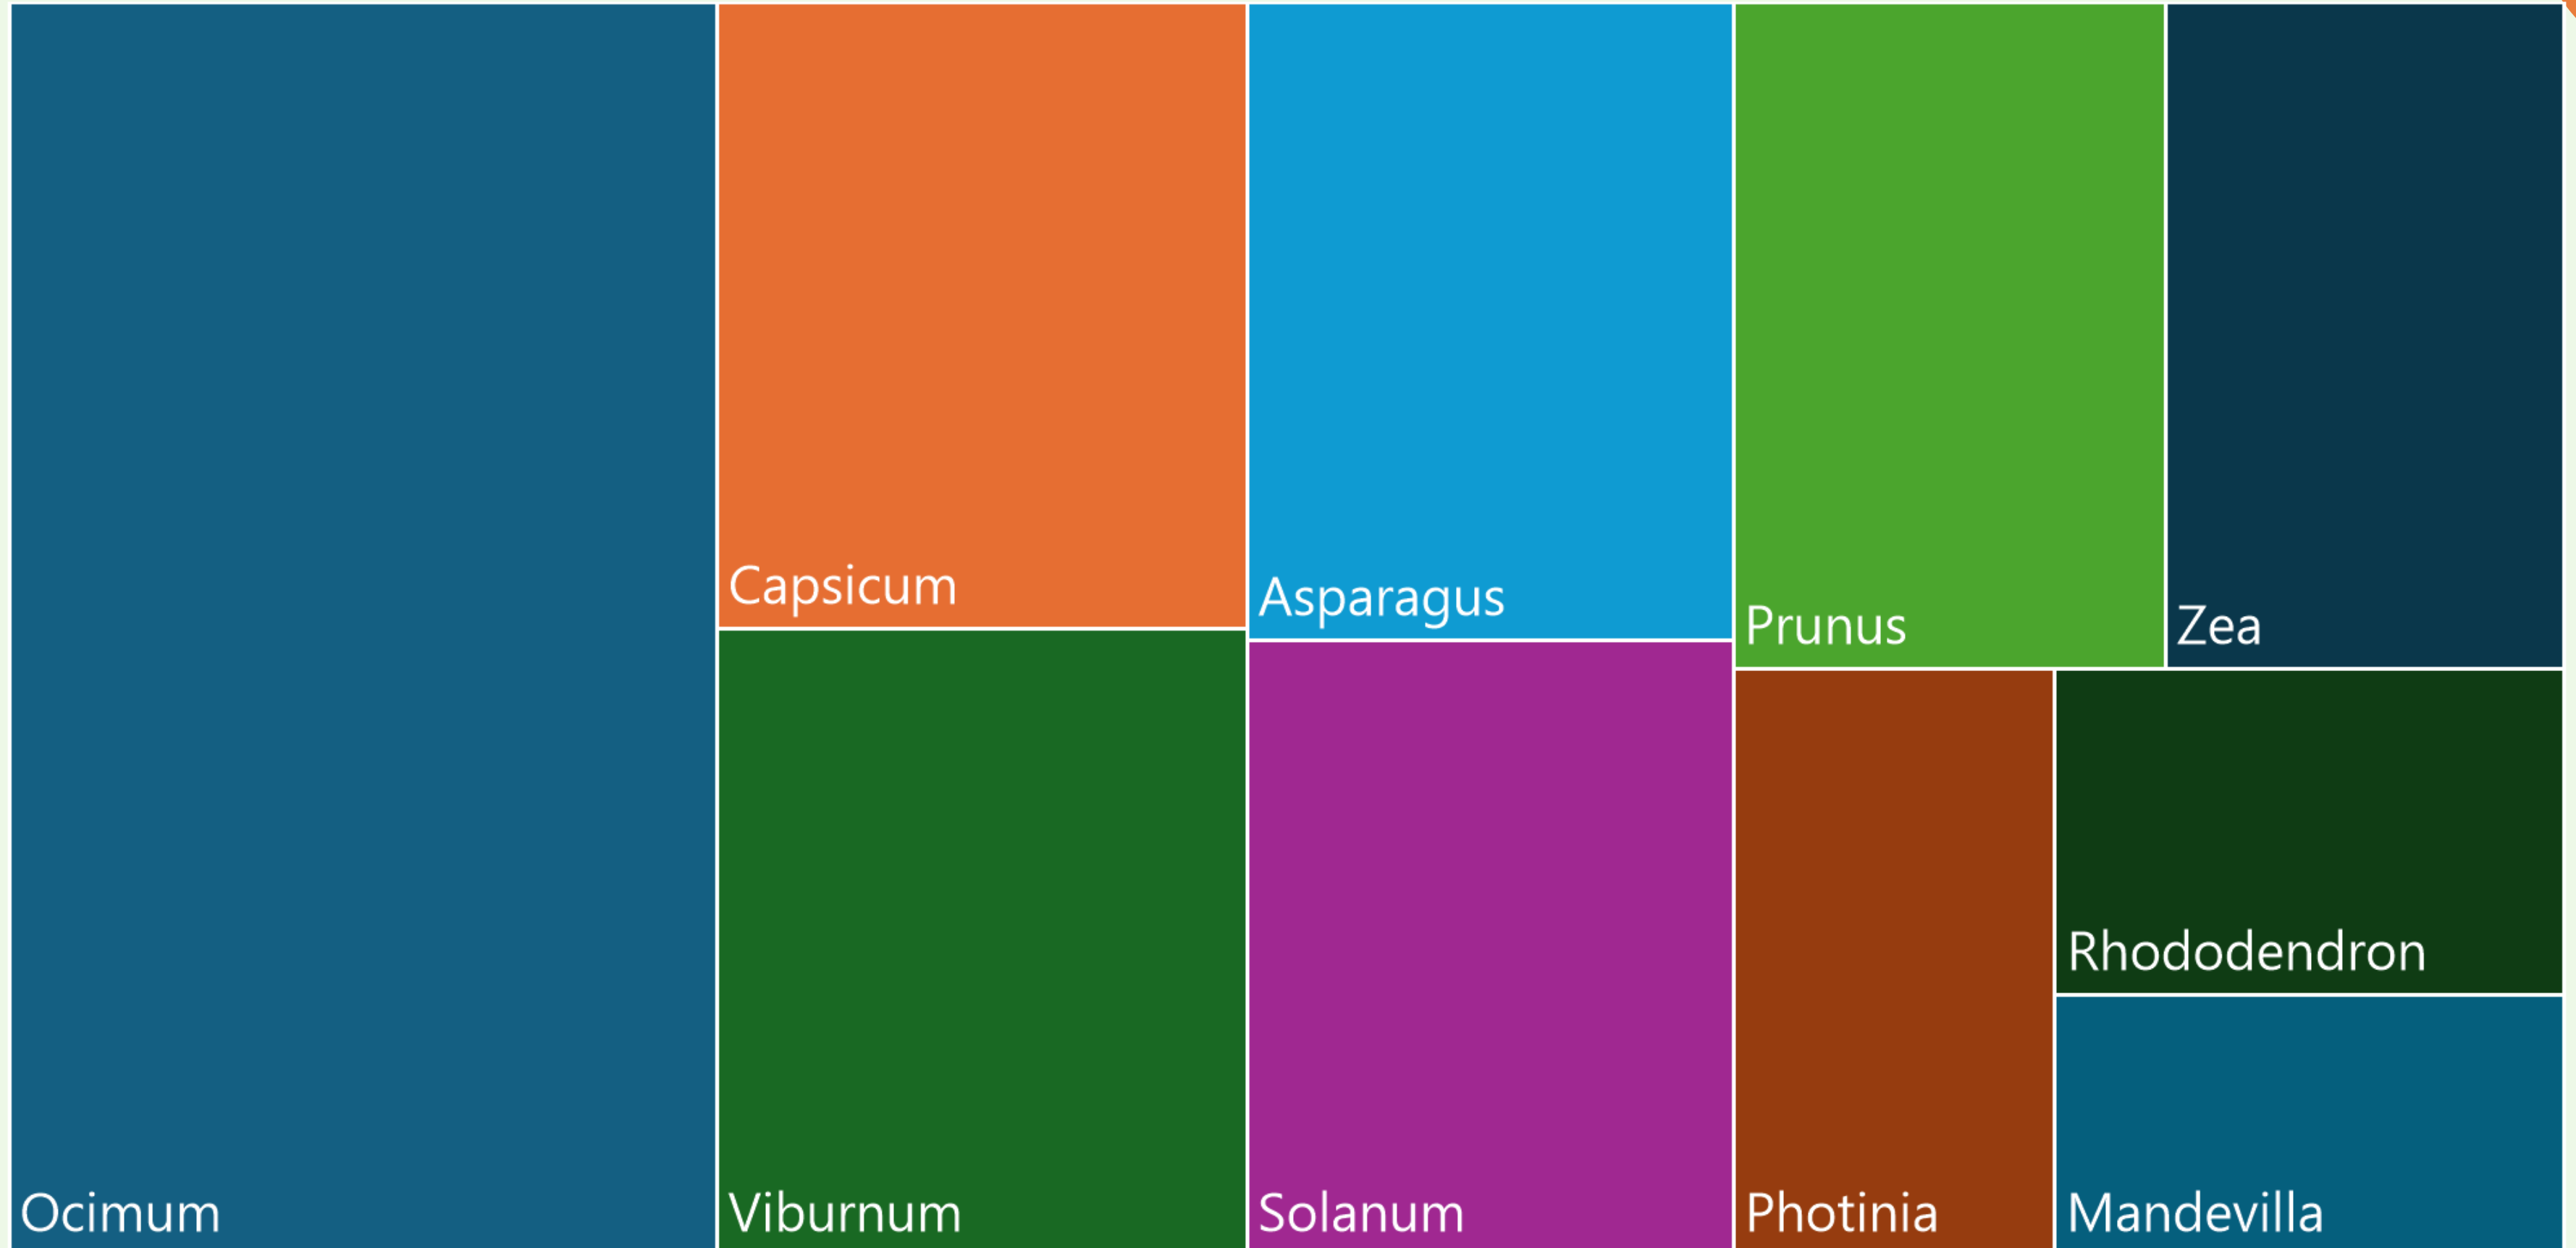 Ocimum
Capsicum
Viburnum
Asparagus
Solanum
Prunus
Zea
Photinia
Rhododendron
Mandevilla